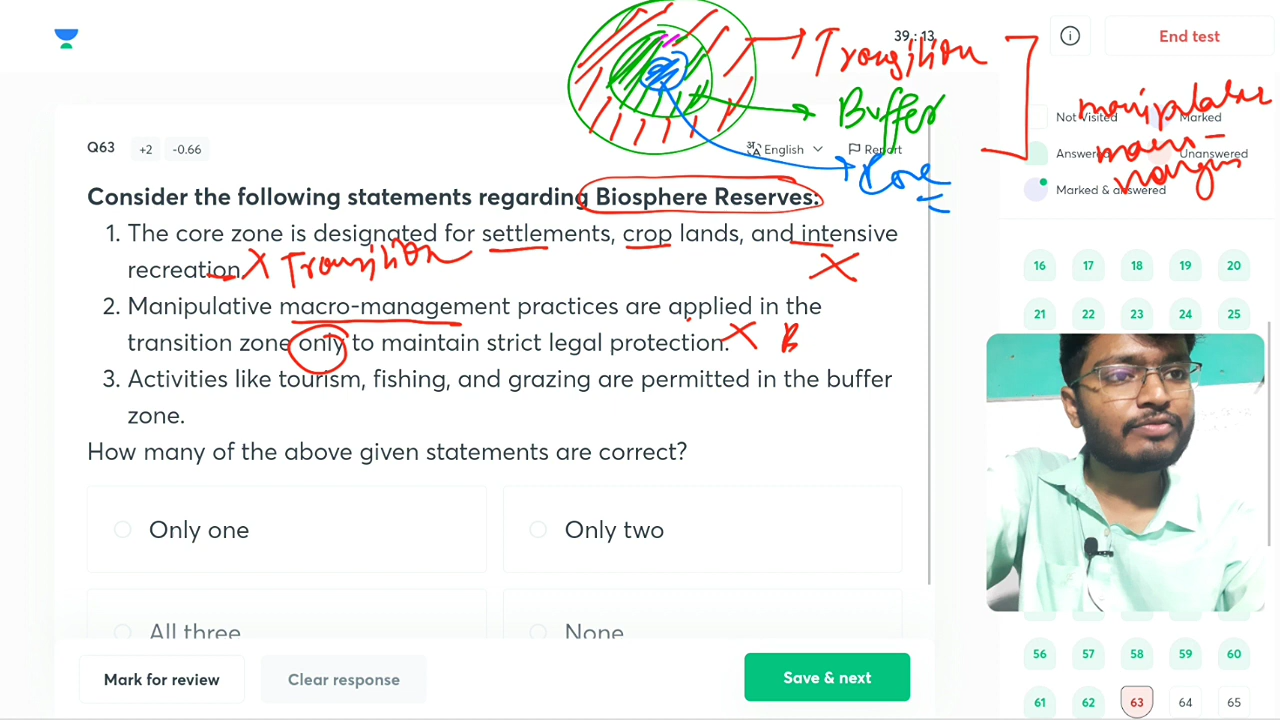 39 : 13
End test
Transition
Buffer
Core
manipulative
macro-
Not Visited
Marked
Answered
Unanswered
Marked & answered
Q63
+2
-0.66
English
Report
Consider the following statements regarding Biosphere Reserves:
1. The core zone is designated for settlements, crop lands, and intensive
recreation. X Transition X
2. Manipulative macro-management practices are applied in the
transition zone only to maintain strict legal protection. X B
3. Activities like tourism, fishing, and grazing are permitted in the buffer
zone.
How many of the above given statements are correct?
Only one
Only two
All three
None
Mark for review
Clear response
Save & next
16 17 18 19 20
21 22 23 24 25
56 57 58 59 60
61 62 63 64 65